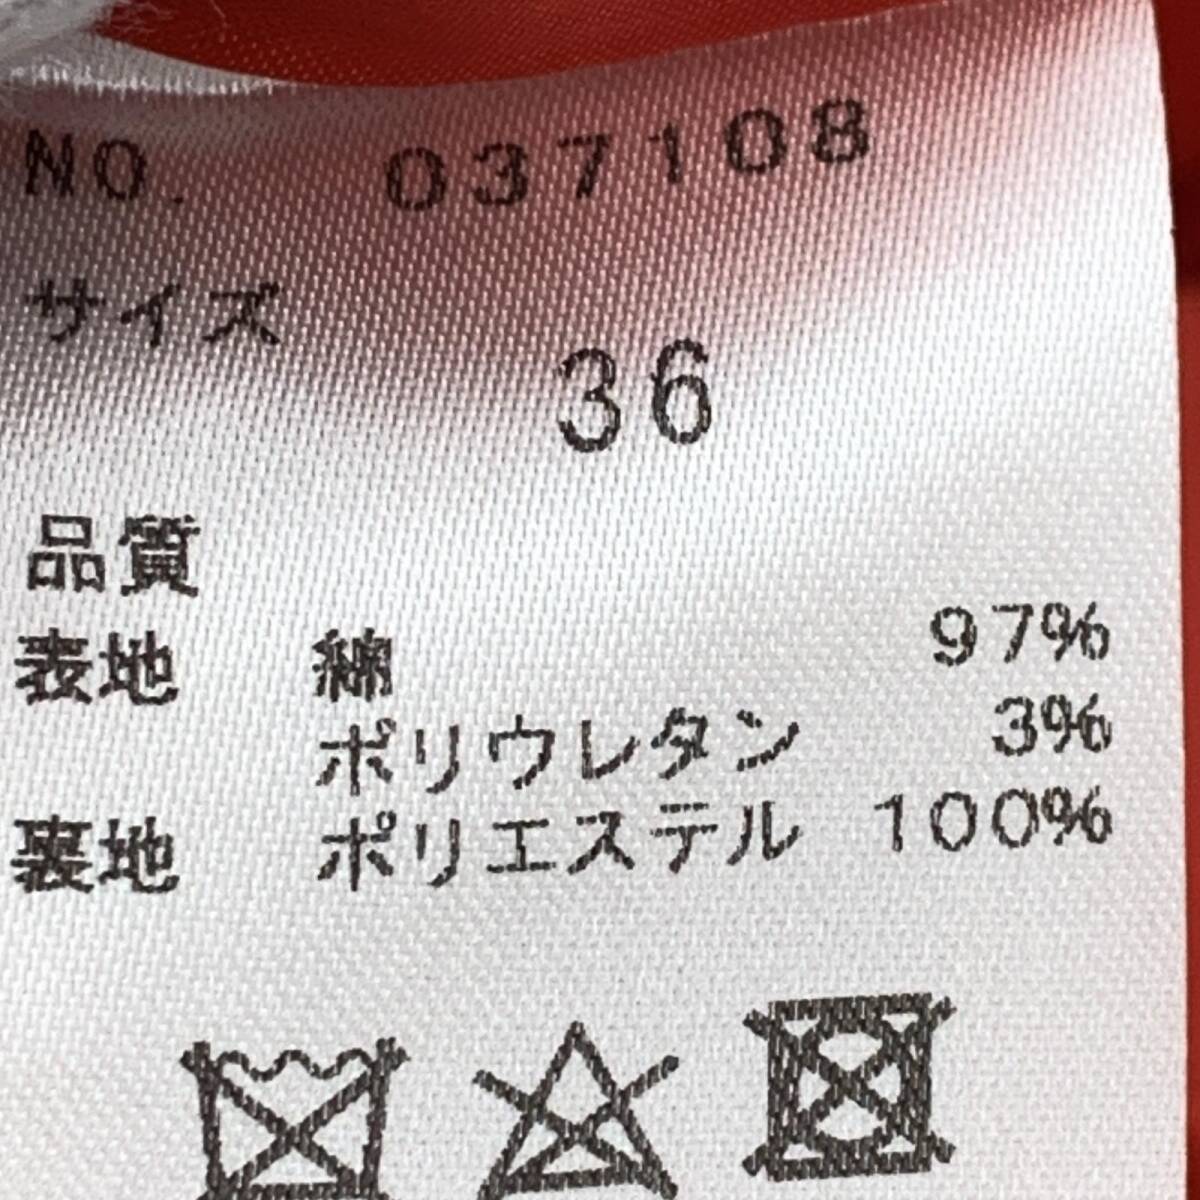 NO. 037108
サイズ
36
品質
表地 綿 97%
ポリウレタン 3%
裏地 ポリエステル 100%